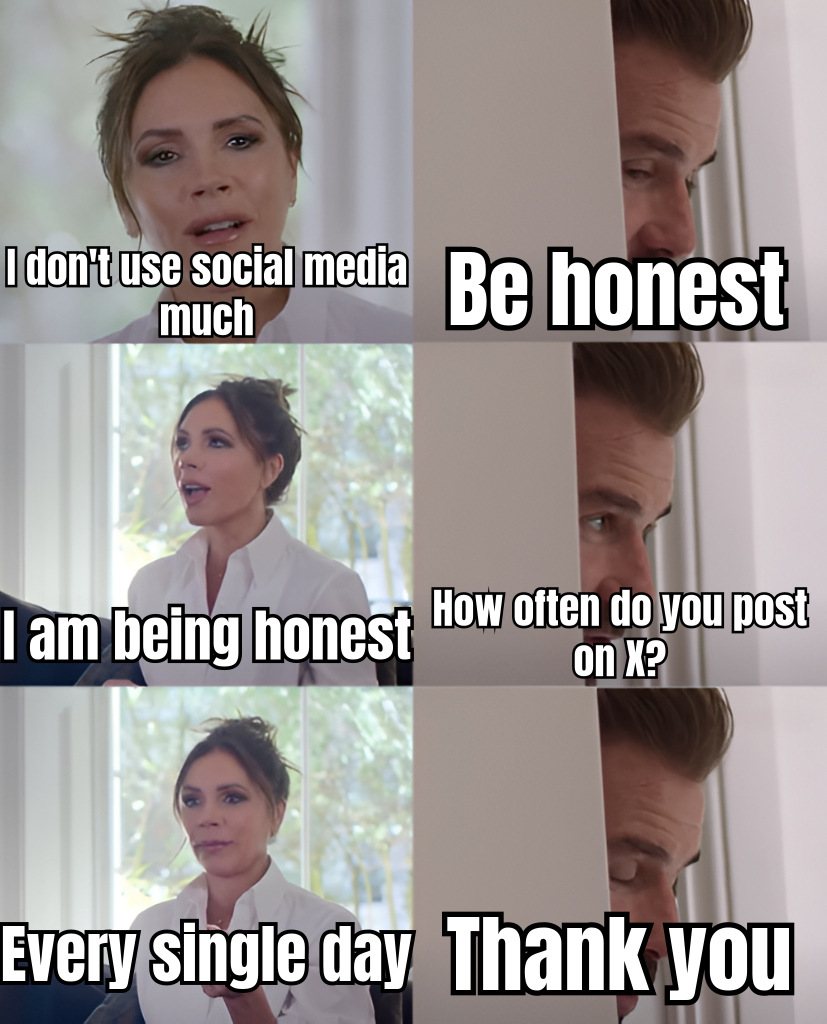 I don't use social media
much
Be honest
I am being honest
How often do you post
on X?
Every single day
Thank you